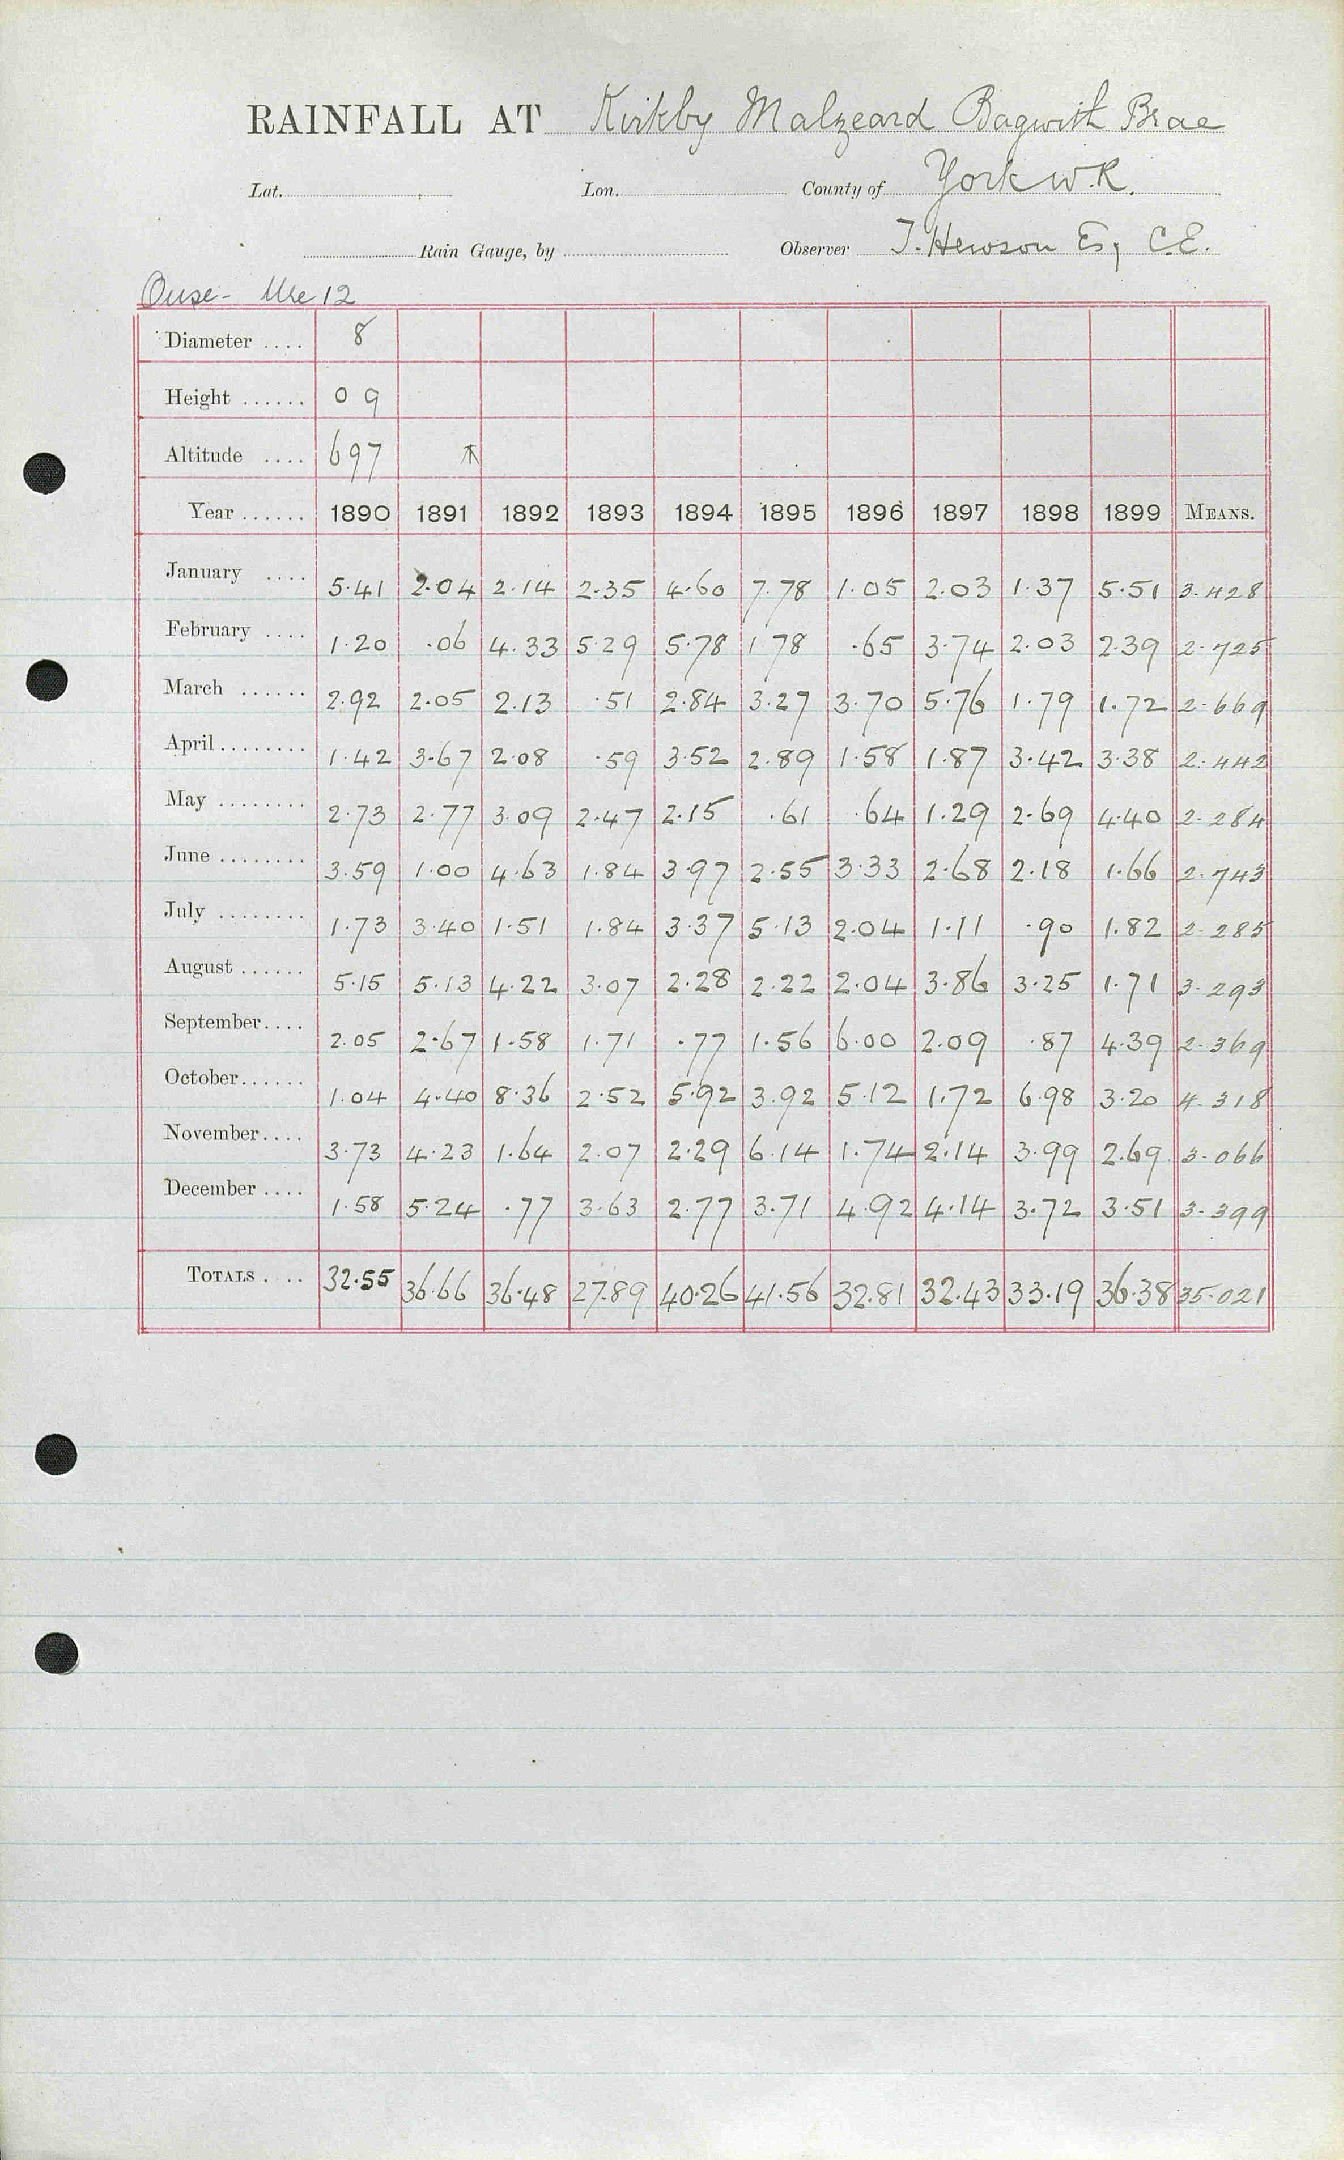 RAINFALL AT Kirkby Malzeard Bagwith Brae
Lat. Lon. County of York W.R.
Rain Gauge, by Observer T. Hewson Esq C.E.
Ouse - Ure 12
Diameter .... 8
Height ...... 0 9
Altitude .... 697
Year ...... 1890 1891 1892 1893 1894 1895 1896 1897 1898 1899 MEANS.
January .... 5.41 2.04 2.14 2.35 4.60 7.78 1.05 2.03 1.37 5.51 3.428
February .... 1.20 .06 4.33 5.29 5.78 1.78 .65 3.74 2.03 2.39 2.725
March ...... 2.92 2.05 2.13 .51 2.84 3.27 3.70 5.76 1.79 1.72 2.669
April ........ 1.42 3.67 2.08 .59 3.52 2.89 1.58 1.87 3.42 3.38 2.442
May ........ 2.73 2.77 3.09 2.47 2.15 .61 .64 1.29 2.69 4.40 2.284
June ........ 3.59 1.00 4.63 1.84 3.97 2.55 3.33 2.68 2.18 1.66 2.743
July ........ 1.73 3.40 1.51 1.84 3.37 5.13 2.04 1.11 .90 1.82 2.285
August ...... 5.15 5.13 4.22 3.07 2.28 2.22 2.04 3.86 3.25 1.71 3.293
September .... 2.05 2.67 1.58 1.71 .77 1.56 6.00 2.09 .87 4.39 2.369
October ...... 1.04 4.40 8.36 2.52 5.92 3.92 5.12 1.72 6.98 3.20 4.318
November .... 3.73 4.23 1.64 2.07 2.29 6.14 1.74 2.14 3.99 2.69 3.066
December .... 1.58 5.24 .77 3.63 2.77 3.71 4.92 4.14 3.72 3.51 3.399
TOTALS .... 32.55 36.66 36.48 27.89 40.26 41.56 32.81 32.43 33.19 36.38 35.021